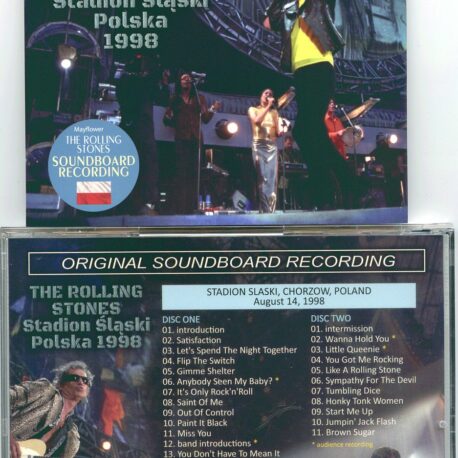 Stadion Śląski
Polska
1998
Mayflower
THE ROLLING
STONES
SOUNDBOARD
RECORDING
ORIGINAL SOUNDBOARD RECORDING
THE ROLLING
STONES
Stadion Śląski
Polska 1998
STADION SLASKI, CHORZOW, POLAND
August 14, 1998
DISC ONE
01. introduction
02. Satisfaction
03. Let's Spend The Night Together
04. Flip The Switch
05. Gimme Shelter
06. Anybody Seen My Baby? *
07. It's Only Rock'n'Roll
08. Saint Of Me
09. Out Of Control
10. Paint It Black
11. Miss You
12. band introductions *
13. You Don't Have To Mean It
DISC TWO
01. intermission
02. Wanna Hold You *
03. Little Queenie *
04. You Got Me Rocking
05. Like A Rolling Stone
06. Sympathy For The Devil
07. Tumbling Dice
08. Honky Tonk Women
09. Start Me Up
10. Jumpin' Jack Flash
11. Brown Sugar
* audience recording